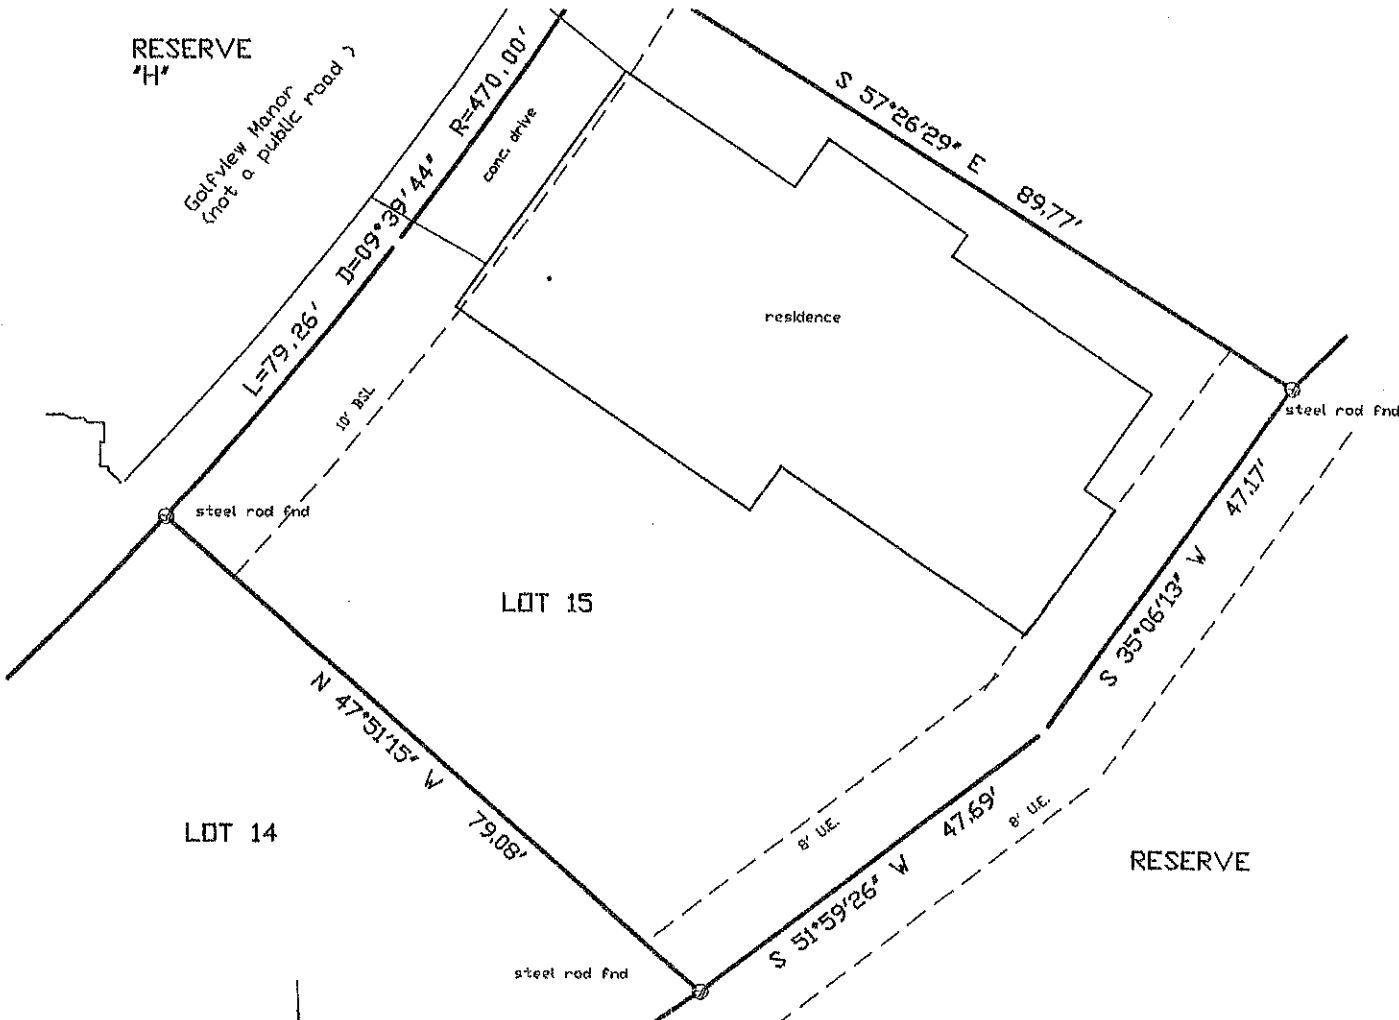 RESERVE
"H"
Golfview Manor
(not a public road)
L=79.26' D=09°39'44" R=470.00'
conc. drive
S 57°26'29" E 89.77'
residence
steel rod fnd
10' BSL
steel rod fnd
S 35°06'13" W 47.17'
LOT 15
N 47°51'15" W 79.08'
LOT 14
8' U.E.
S 51°59'26" W 47.69'
8' U.E.
RESERVE
steel rod fnd